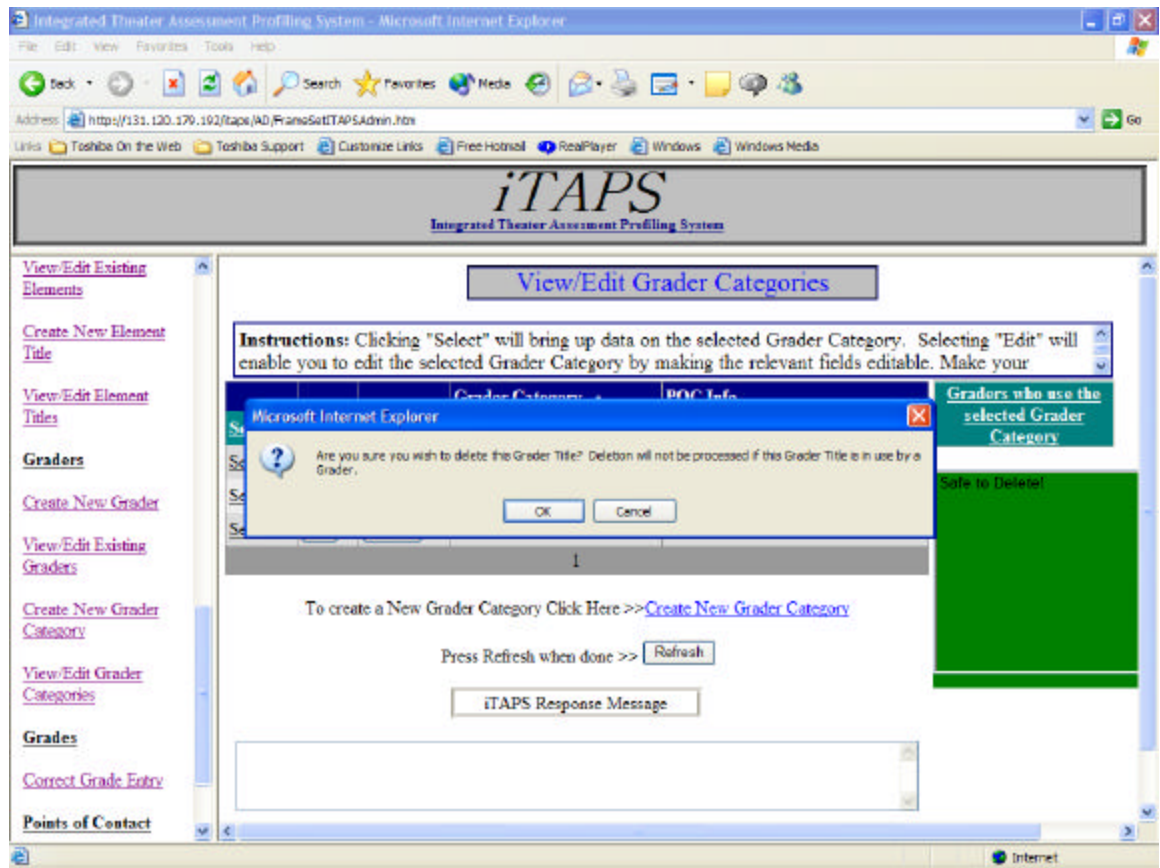 Integrated Theater Assessment Profiling System - Microsoft Internet Explorer
File Edit View Favorites Tools Help
Back Search Favorites Media
Address http://131.120.179.192/itaps/AD/FrameSetITAPSAdmin.htm Go
Links Toshiba On the Web Toshiba Support Customize Links Free Hotmail RealPlayer Windows Windows Media
iTAPS
Integrated Theater Assesment Profiling System
View/Edit Existing
Elements
Create New Element
Title
View/Edit Element
Titles
Graders
Create New Grader
View/Edit Existing
Graders
Create New Grader
Category
View/Edit Grader
Categories
Grades
Correct Grade Entry
Points of Contact
View/Edit Grader Categories
Instructions: Clicking "Select" will bring up data on the selected Grader Category. Selecting "Edit" will
enable you to edit the selected Grader Category by making the relevant fields editable. Make your
Grader Category POC Info
Se
Se
Se
Se
Microsoft Internet Explorer
Are you sure you wish to delete this Grader Title? Deletion will not be processed if this Grader Title is in use by a
Grader.
OK Cancel
1
Graders who use the
selected Grader
Category
Safe to Delete!
To create a New Grader Category Click Here >>Create New Grader Category
Press Refresh when done >> Refresh
iTAPS Response Message
Internet